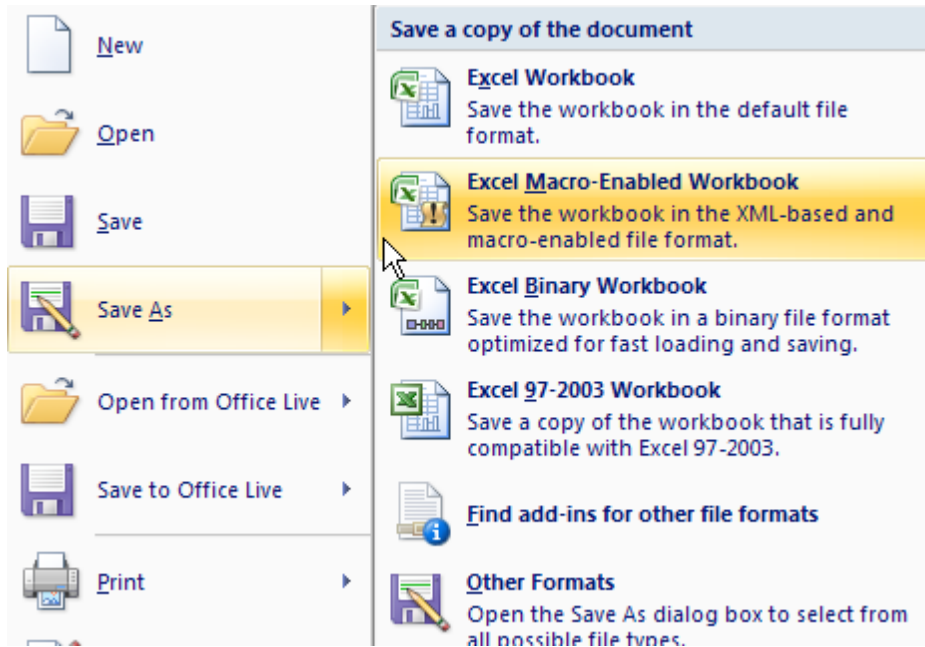 New
Open
Save
Save As
Open from Office Live
Save to Office Live
Print
Save a copy of the document
Excel Workbook
Save the workbook in the default file
format.
Excel Macro-Enabled Workbook
Save the workbook in the XML-based and
macro-enabled file format.
Excel Binary Workbook
Save the workbook in a binary file format
optimized for fast loading and saving.
Excel 97-2003 Workbook
Save a copy of the workbook that is fully
compatible with Excel 97-2003.
Find add-ins for other file formats
Other Formats
Open the Save As dialog box to select from
all possible file types.